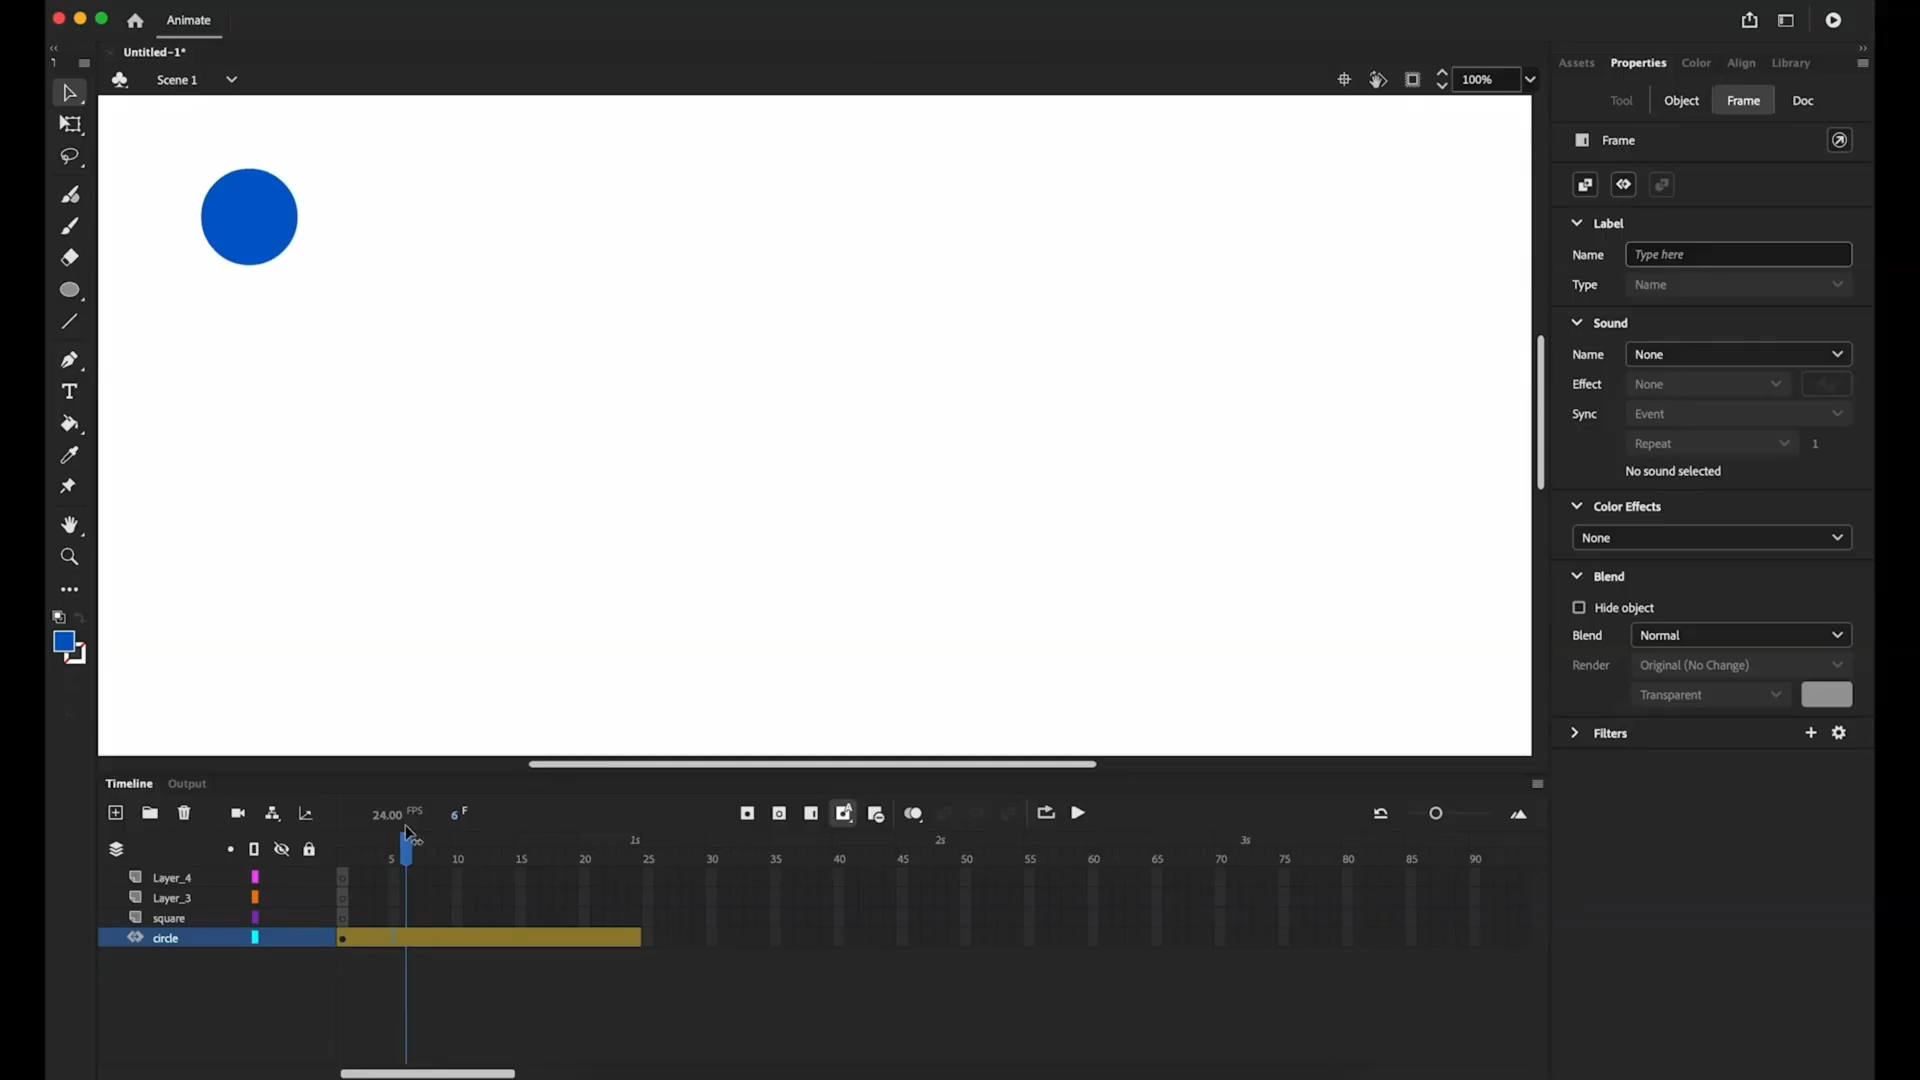 Animate
Untitled-1*
Scene 1
100%
Assets Properties Color Align Library
Tool Object Frame Doc
Frame
Label
Name Type here
Type Name
Sound
Name None
Effect None
Sync Event
Repeat 1
No sound selected
Color Effects
None
Blend
Hide object
Blend Normal
Render Original (No Change)
Transparent
Filters
Timeline Output
24.00 FPS 6 F
1s 2s 3s
5 10 15 20 25 30 35 40 45 50 55 60 65 70 75 80 85 90
Layer_4
Layer_3
square
circle